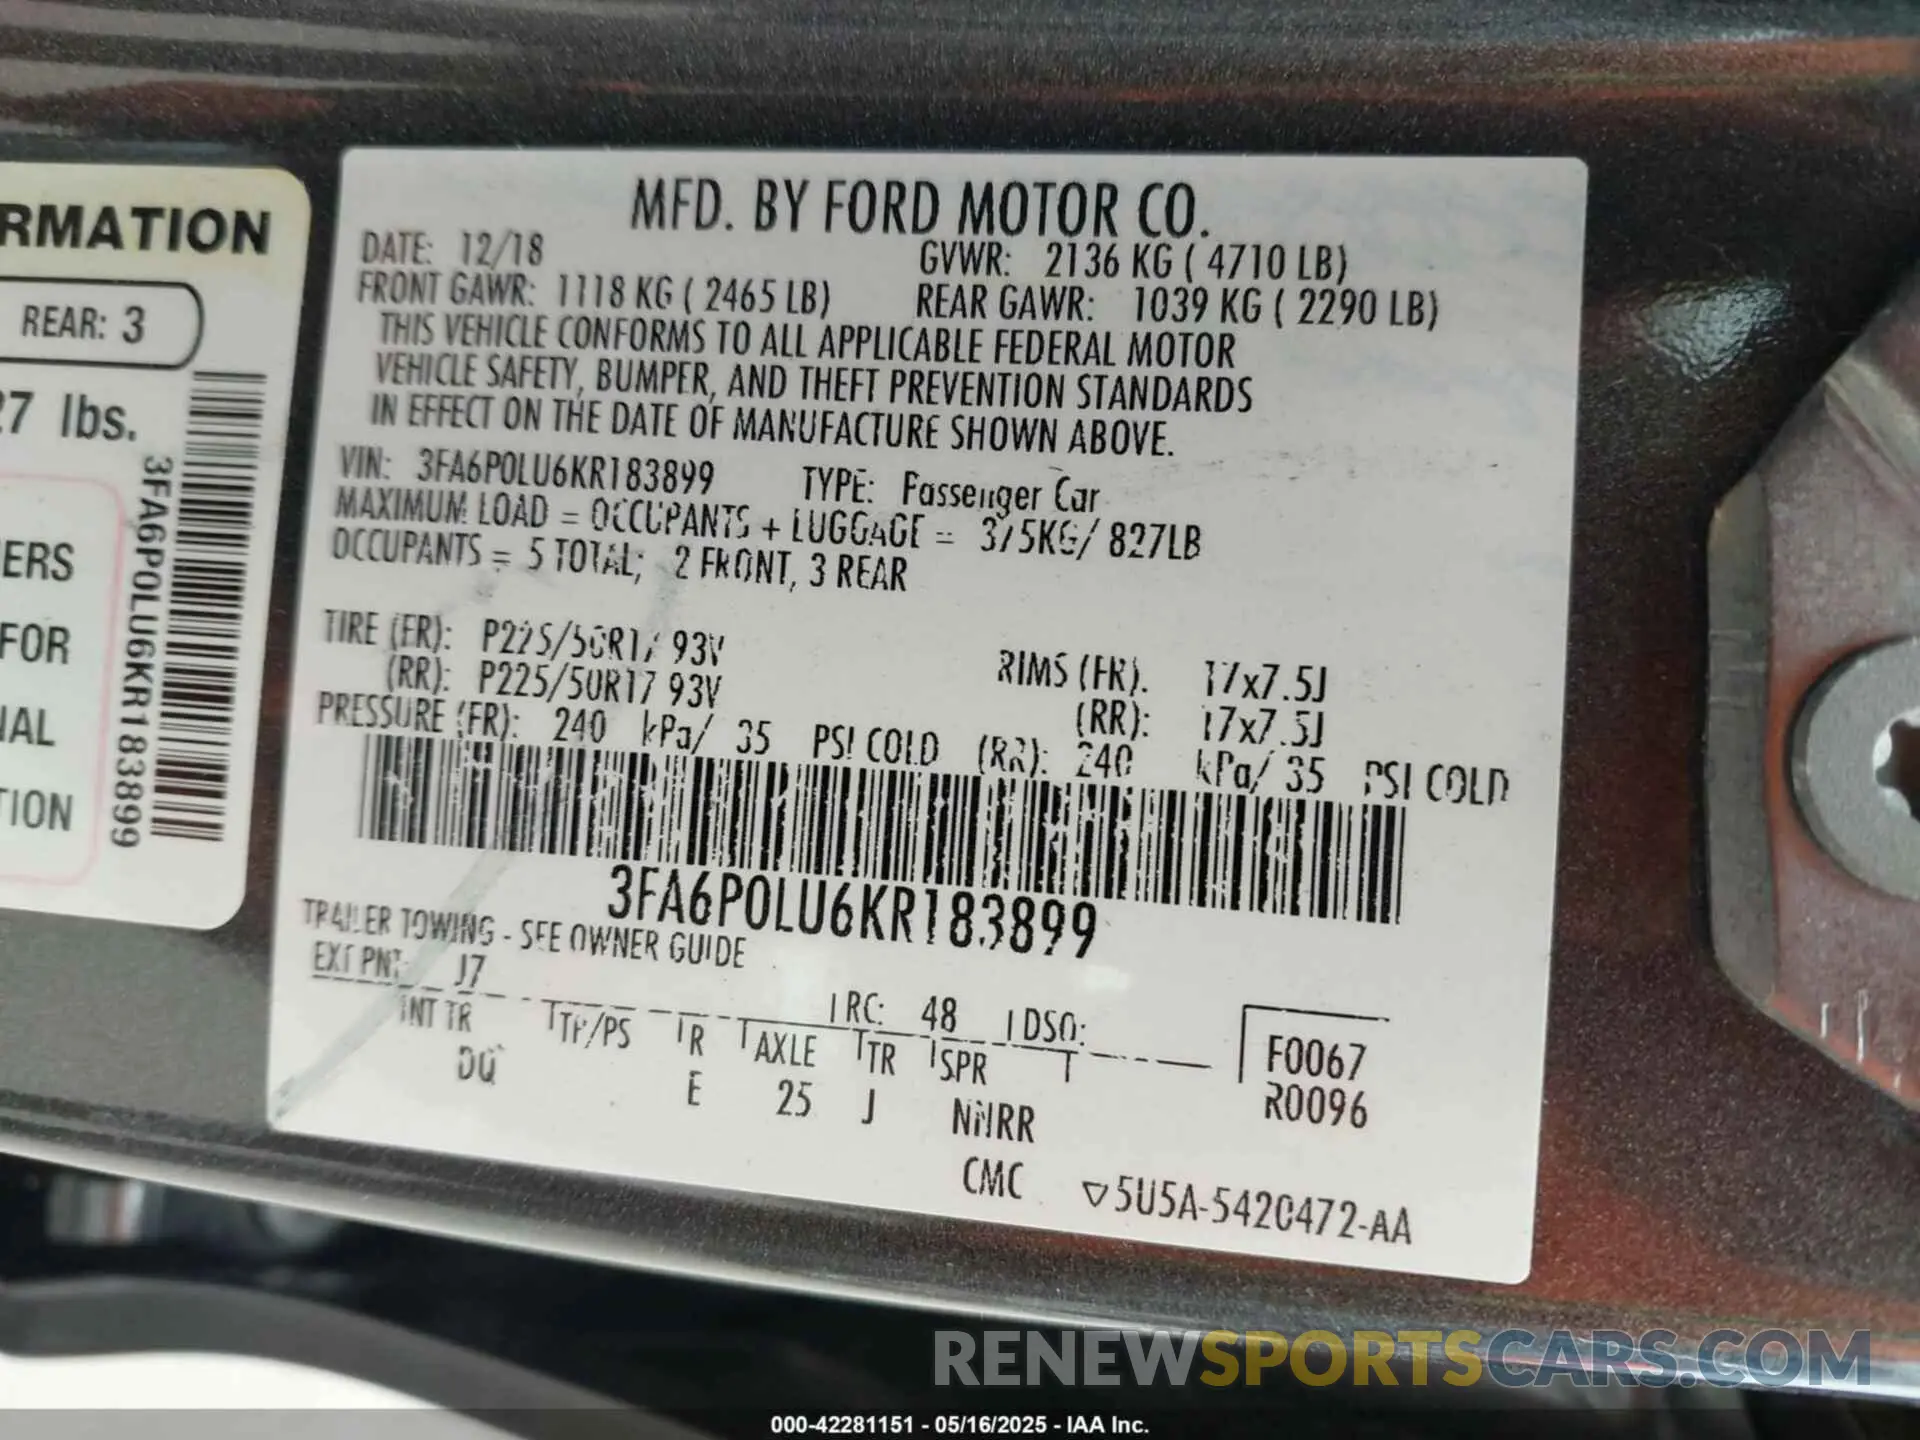 RMATION
REAR: 3
27 lbs.
3FA6P0LU6KR183899
ERS
FOR
NAL
TION
MFD. BY FORD MOTOR CO.
DATE: 12/18 GVWR: 2136 KG ( 4710 LB)
FRONT GAWR: 1118 KG ( 2465 LB) REAR GAWR: 1039 KG ( 2290 LB)
THIS VEHICLE CONFORMS TO ALL APPLICABLE FEDERAL MOTOR
VEHICLE SAFETY, BUMPER, AND THEFT PREVENTION STANDARDS
IN EFFECT ON THE DATE OF MANUFACTURE SHOWN ABOVE.
VIN: 3FA6P0LU6KR183899 TYPE: Passenger Car
MAXIMUM LOAD = OCCUPANTS + LUGGAGE = 375KG/ 827LB
OCCUPANTS = 5 TOTAL; 2 FRONT, 3 REAR
TIRE (FR): P225/50R17 93V RIMS (FR): 17x7.5J
(RR): P225/50R17 93V (RR): 17x7.5J
PRESSURE (FR): 240 kPa/ 35 PSI COLD (RR): 240 kPa/ 35 PSI COLD
3FA6P0LU6KR183899
TRAILER TOWING - SEE OWNER GUIDE
EXT PNT: J7 RC: 48 DSO:
INT TR TP/PS R AXLE TR SPR F0067
DQ E 25 J NNRR R0096
CMC ▽5U5A-5420472-AA
RENEWSPORTSCARS.COM
000-42281151 - 05/16/2025 - IAA Inc.